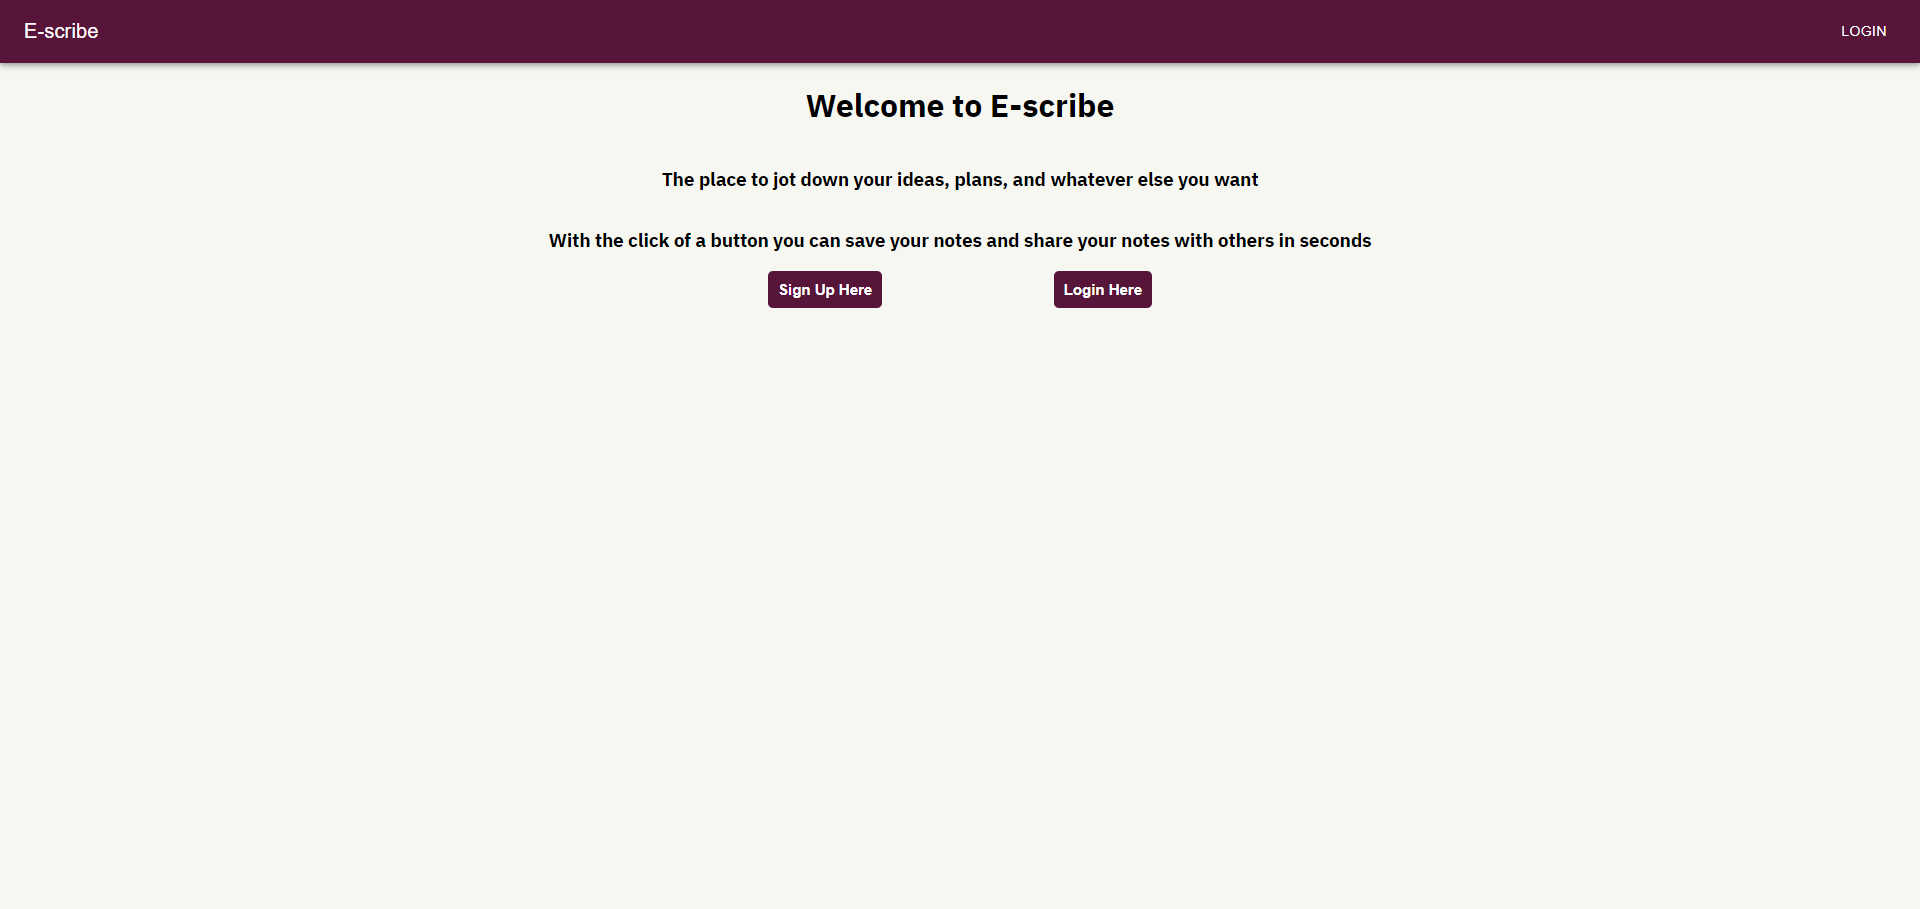 E-scribe
LOGIN
Welcome to E-scribe
The place to jot down your ideas, plans, and whatever else you want
With the click of a button you can save your notes and share your notes with others in seconds
Sign Up Here
Login Here